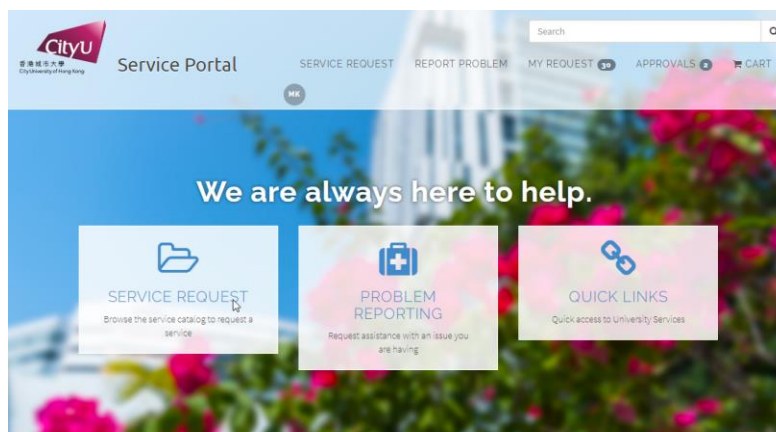 CityU
香港城市大學
City University of Hong Kong
Service Portal
Search
SERVICE REQUEST
REPORT PROBLEM
MY REQUEST 30
APPROVALS 2
CART
MK
We are always here to help.
SERVICE REQUEST
Browse the service catalog to request a
service
PROBLEM
REPORTING
Request assistance with an issue you
are having
QUICK LINKS
Quick access to University Services